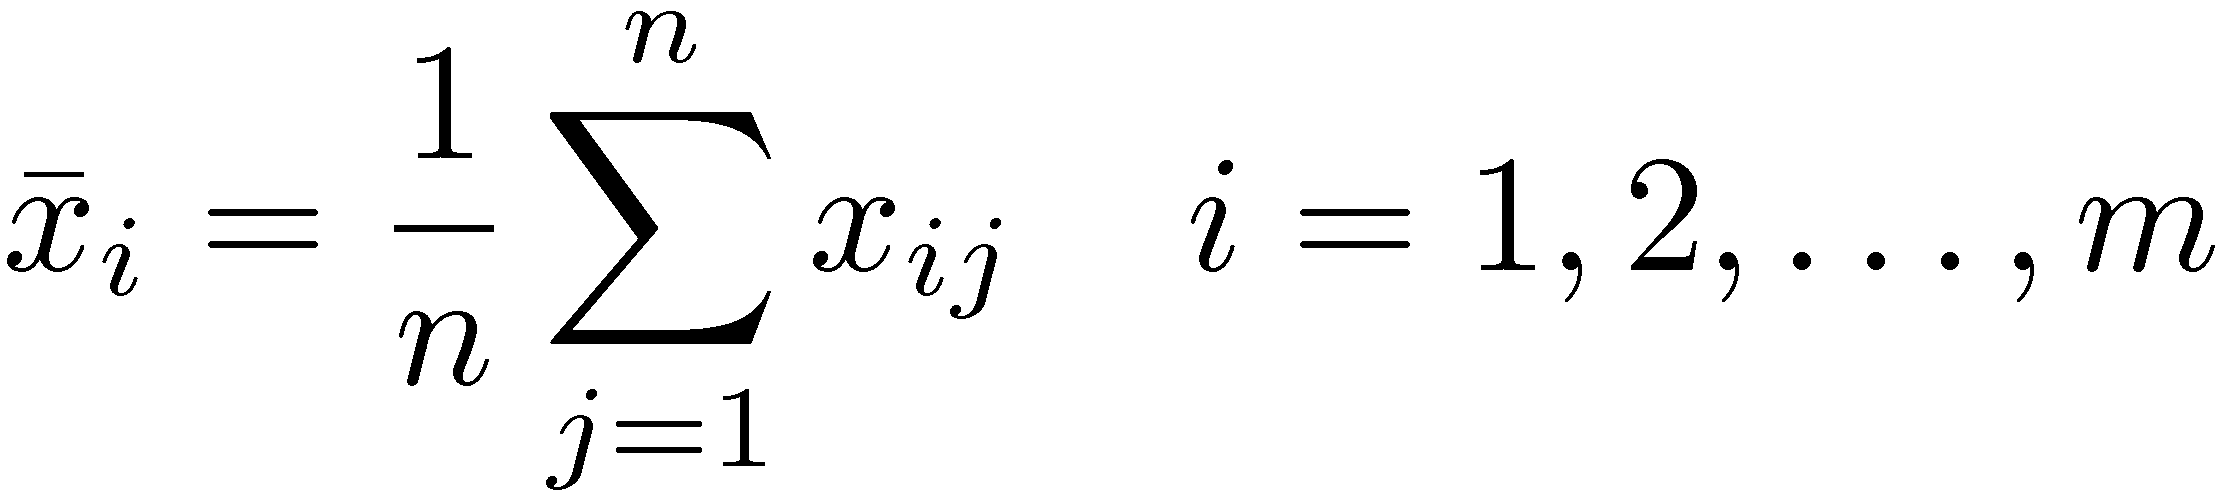 x̄ᵢ = 1/n ∑ⱼ₌₁ⁿ xᵢⱼ   i = 1, 2, . . . , m